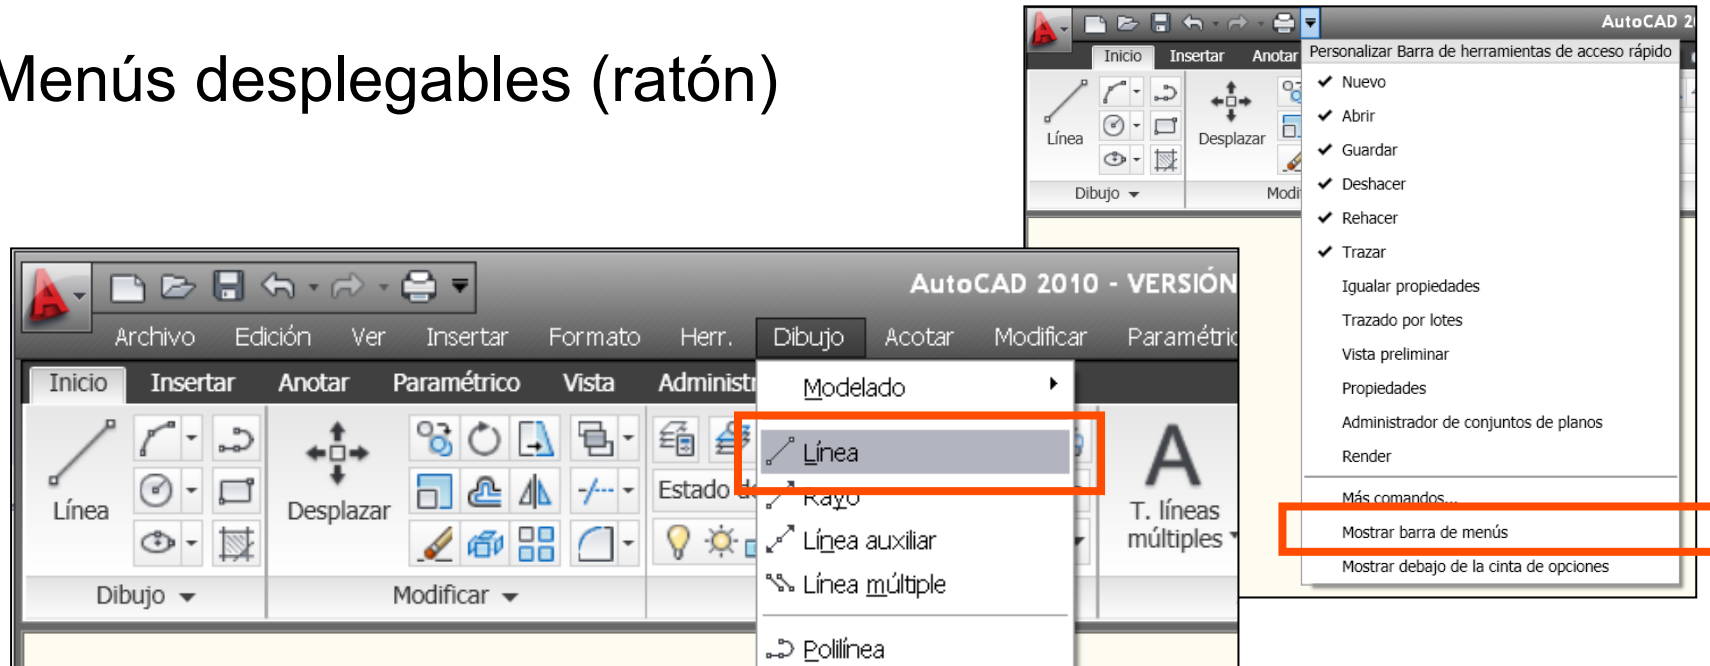 Menús desplegables (ratón)
AutoCAD 2
Inicio Insertar Anotar
Personalizar Barra de herramientas de acceso rápido
Línea
Desplazar
Dibujo
Nuevo
Abrir
Guardar
Deshacer
Rehacer
Trazar
Igualar propiedades
Trazado por lotes
Vista preliminar
Propiedades
Administrador de conjuntos de planos
Render
Más comandos...
Mostrar barra de menús
Mostrar debajo de la cinta de opciones
AutoCAD 2010 - VERSIÓN
Archivo Edición Ver Insertar Formato Herr. Dibujo Acotar Modificar Paramétric
Inicio Insertar Anotar Paramétrico Vista Administr
Línea
Desplazar
Estado de
T. líneas
múltiples
Dibujo
Modificar
Modelado
Línea
Rayo
Línea auxiliar
Línea múltiple
Polilínea